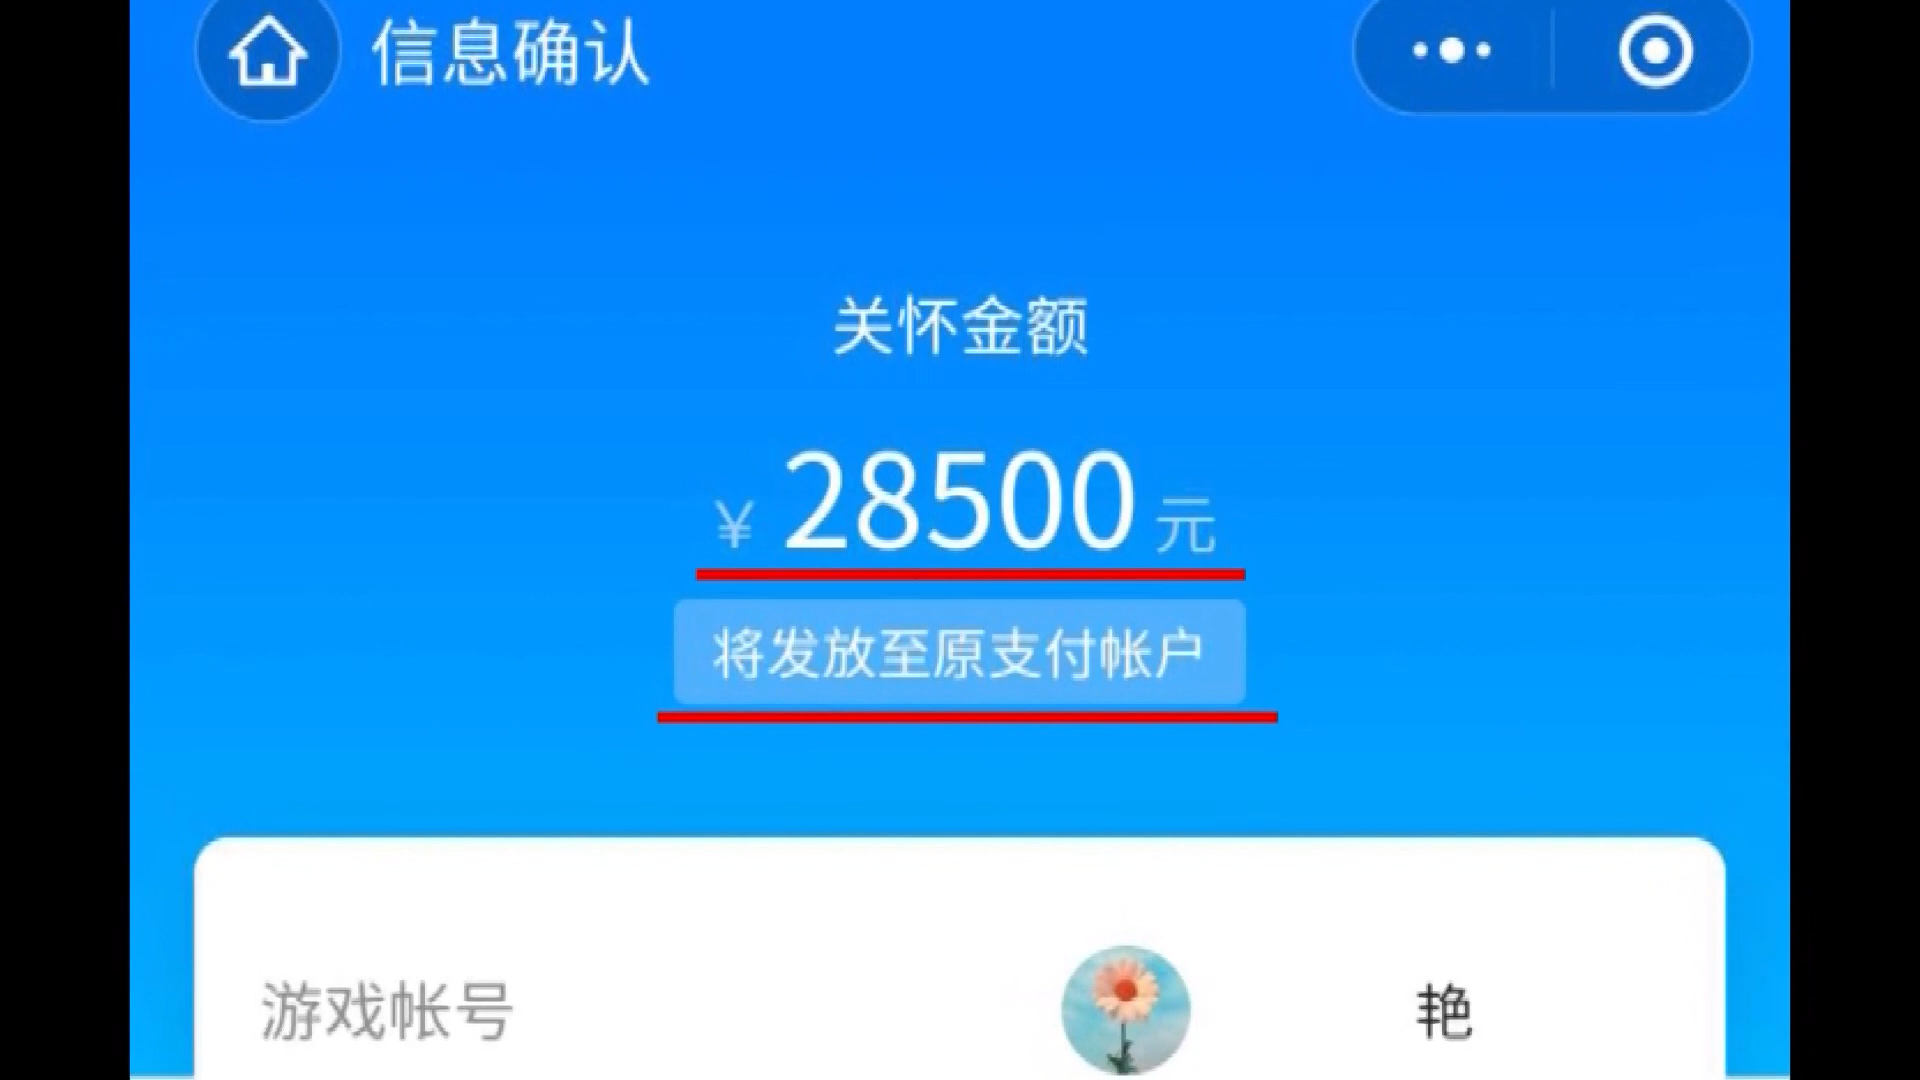 信息确认
关怀金额
¥ 28500 元
将发放至原支付帐户
游戏帐号 艳